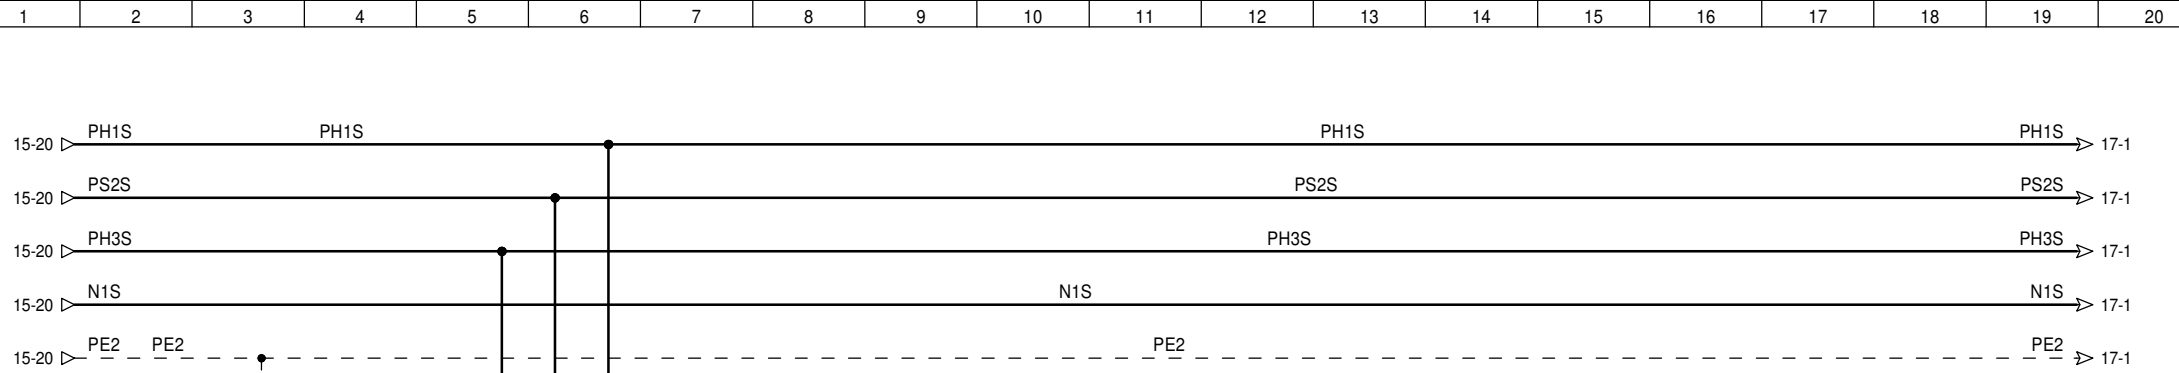 1 2 3 4 5 6 7 8 9 10 11 12 13 14 15 16 17 18 19 20
PH1S PH1S PH1S PH1S
15-20 17-1
PS2S PS2S PS2S
15-20 17-1
PH3S PH3S PH3S
15-20 17-1
N1S N1S N1S
15-20 17-1
PE2 PE2 PE2 PE2
15-20 17-1